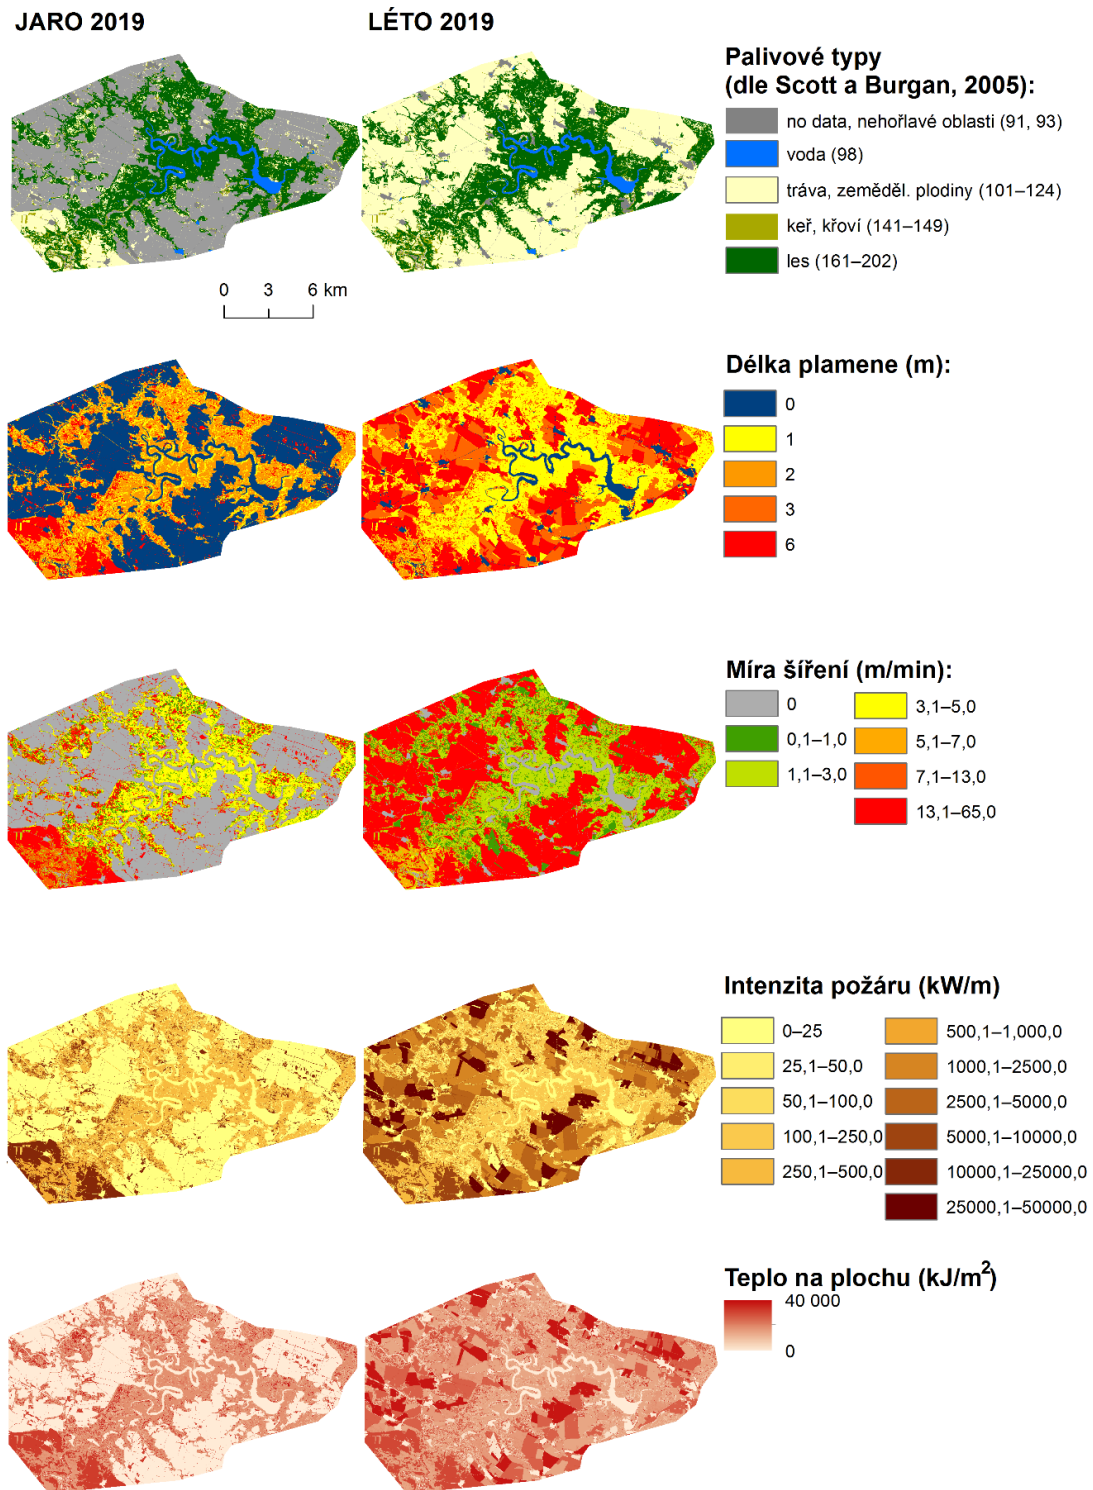 JARO 2019
LÉTO 2019
Palivové typy
(dle Scott a Burgan, 2005):
no data, nehořlavé oblasti (91, 93)
voda (98)
tráva, zeměděl. plodiny (101–124)
keř, křoví (141–149)
les (161–202)
0 3 6 km
Délka plamene (m):
0
1
2
3
6
Míra šíření (m/min):
0
0,1–1,0
1,1–3,0
3,1–5,0
5,1–7,0
7,1–13,0
13,1–65,0
Intenzita požáru (kW/m)
0–25
25,1–50,0
50,1–100,0
100,1–250,0
250,1–500,0
500,1–1,000,0
1000,1–2500,0
2500,1–5000,0
5000,1–10000,0
10000,1–25000,0
25000,1–50000,0
Teplo na plochu (kJ/m²)
40 000
0